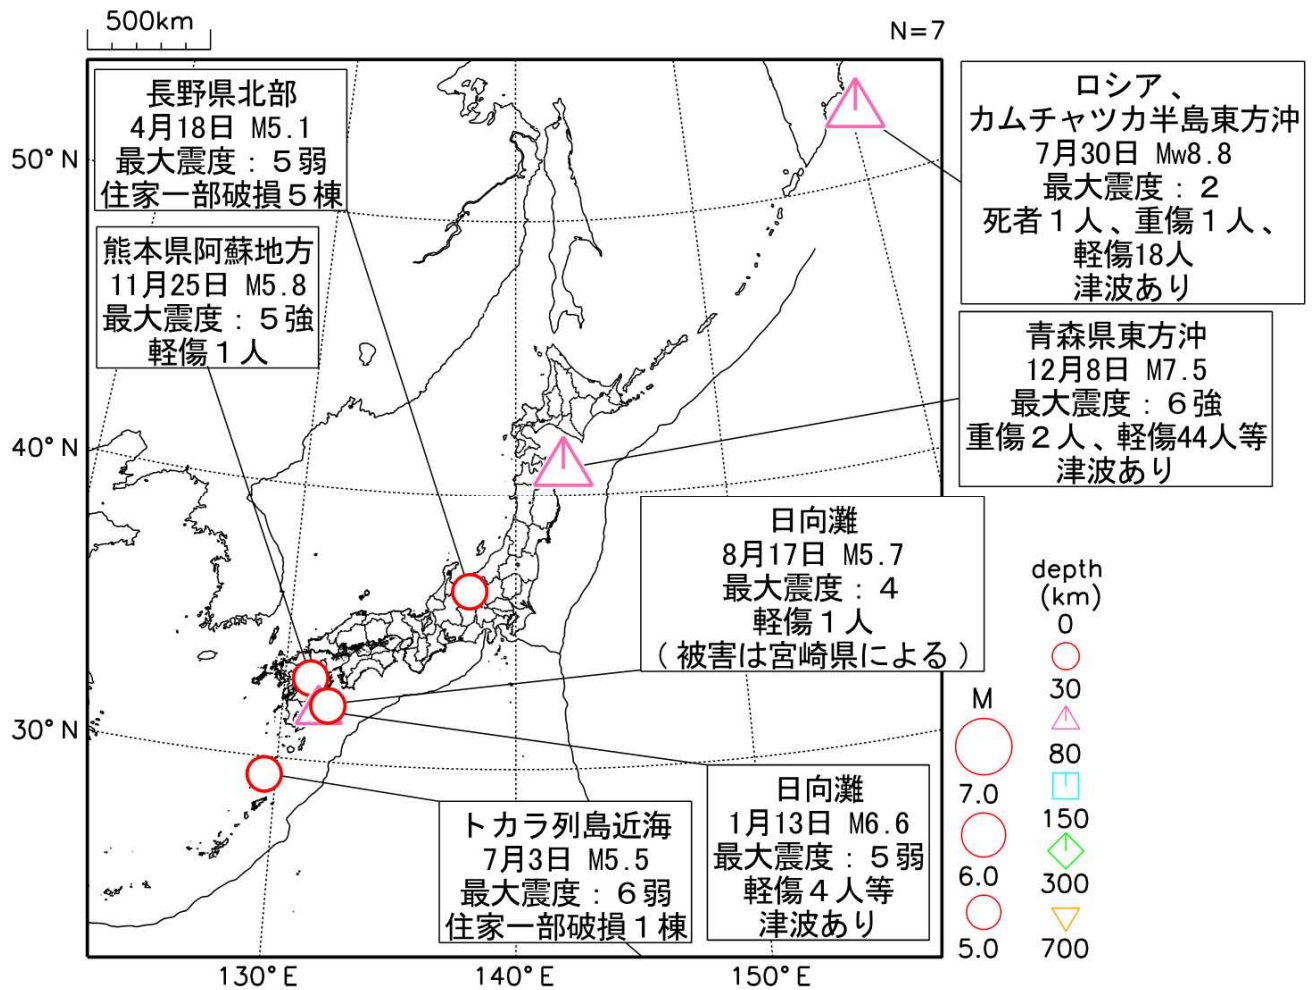 500km
N=7
長野県北部
4月18日 M5.1
最大震度：５弱
住家一部破損５棟
熊本県阿蘇地方
11月25日 M5.8
最大震度：５強
軽傷１人
ロシア、
カムチャツカ半島東方沖
7月30日 Mw8.8
最大震度：２
死者１人、重傷１人、
軽傷18人
津波あり
青森県東方沖
12月8日 M7.5
最大震度：６強
重傷２人、軽傷44人等
津波あり
日向灘
8月17日 M5.7
最大震度：４
軽傷１人
（被害は宮崎県による）
トカラ列島近海
7月3日 M5.5
最大震度：６弱
住家一部破損１棟
日向灘
1月13日 M6.6
最大震度：５弱
軽傷４人等
津波あり
50°N
40°N
30°N
130°E
140°E
150°E
M
7.0
6.0
5.0
depth
(km)
0
30
80
150
300
700